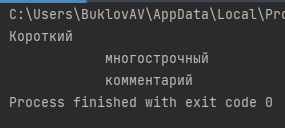 C:\Users\BuklovAV\AppData\Local\Pro
Короткий
многострочный
комментарий
Process finished with exit code 0